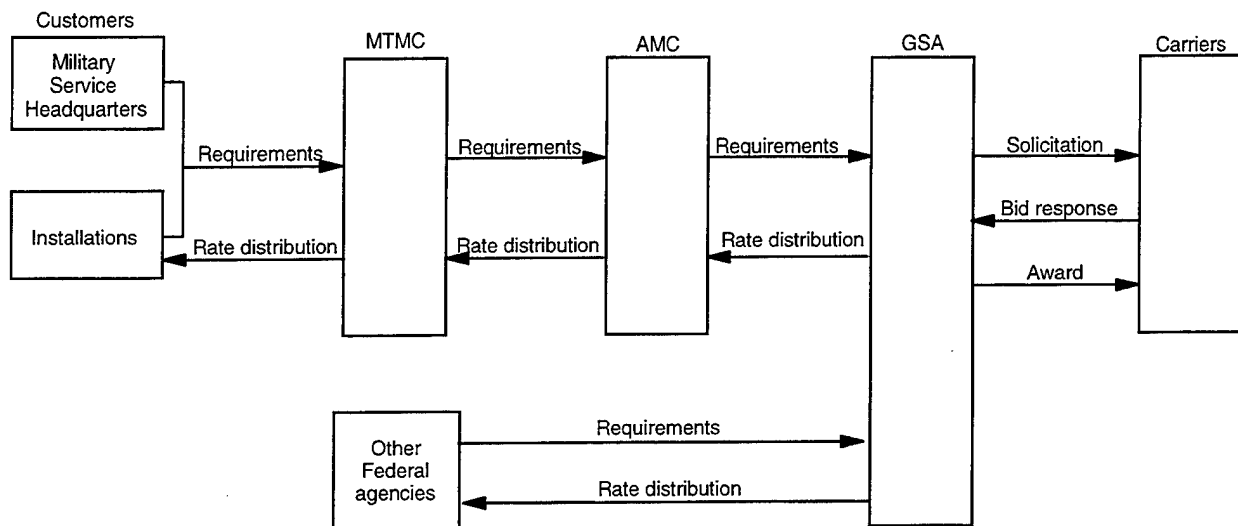 Customers
MTMC
AMC
GSA
Carriers
Military
Service
Headquarters
Installations
Requirements
Requirements
Requirements
Solicitation
Bid response
Rate distribution
Rate distribution
Rate distribution
Award
Other
Federal
agencies
Requirements
Rate distribution